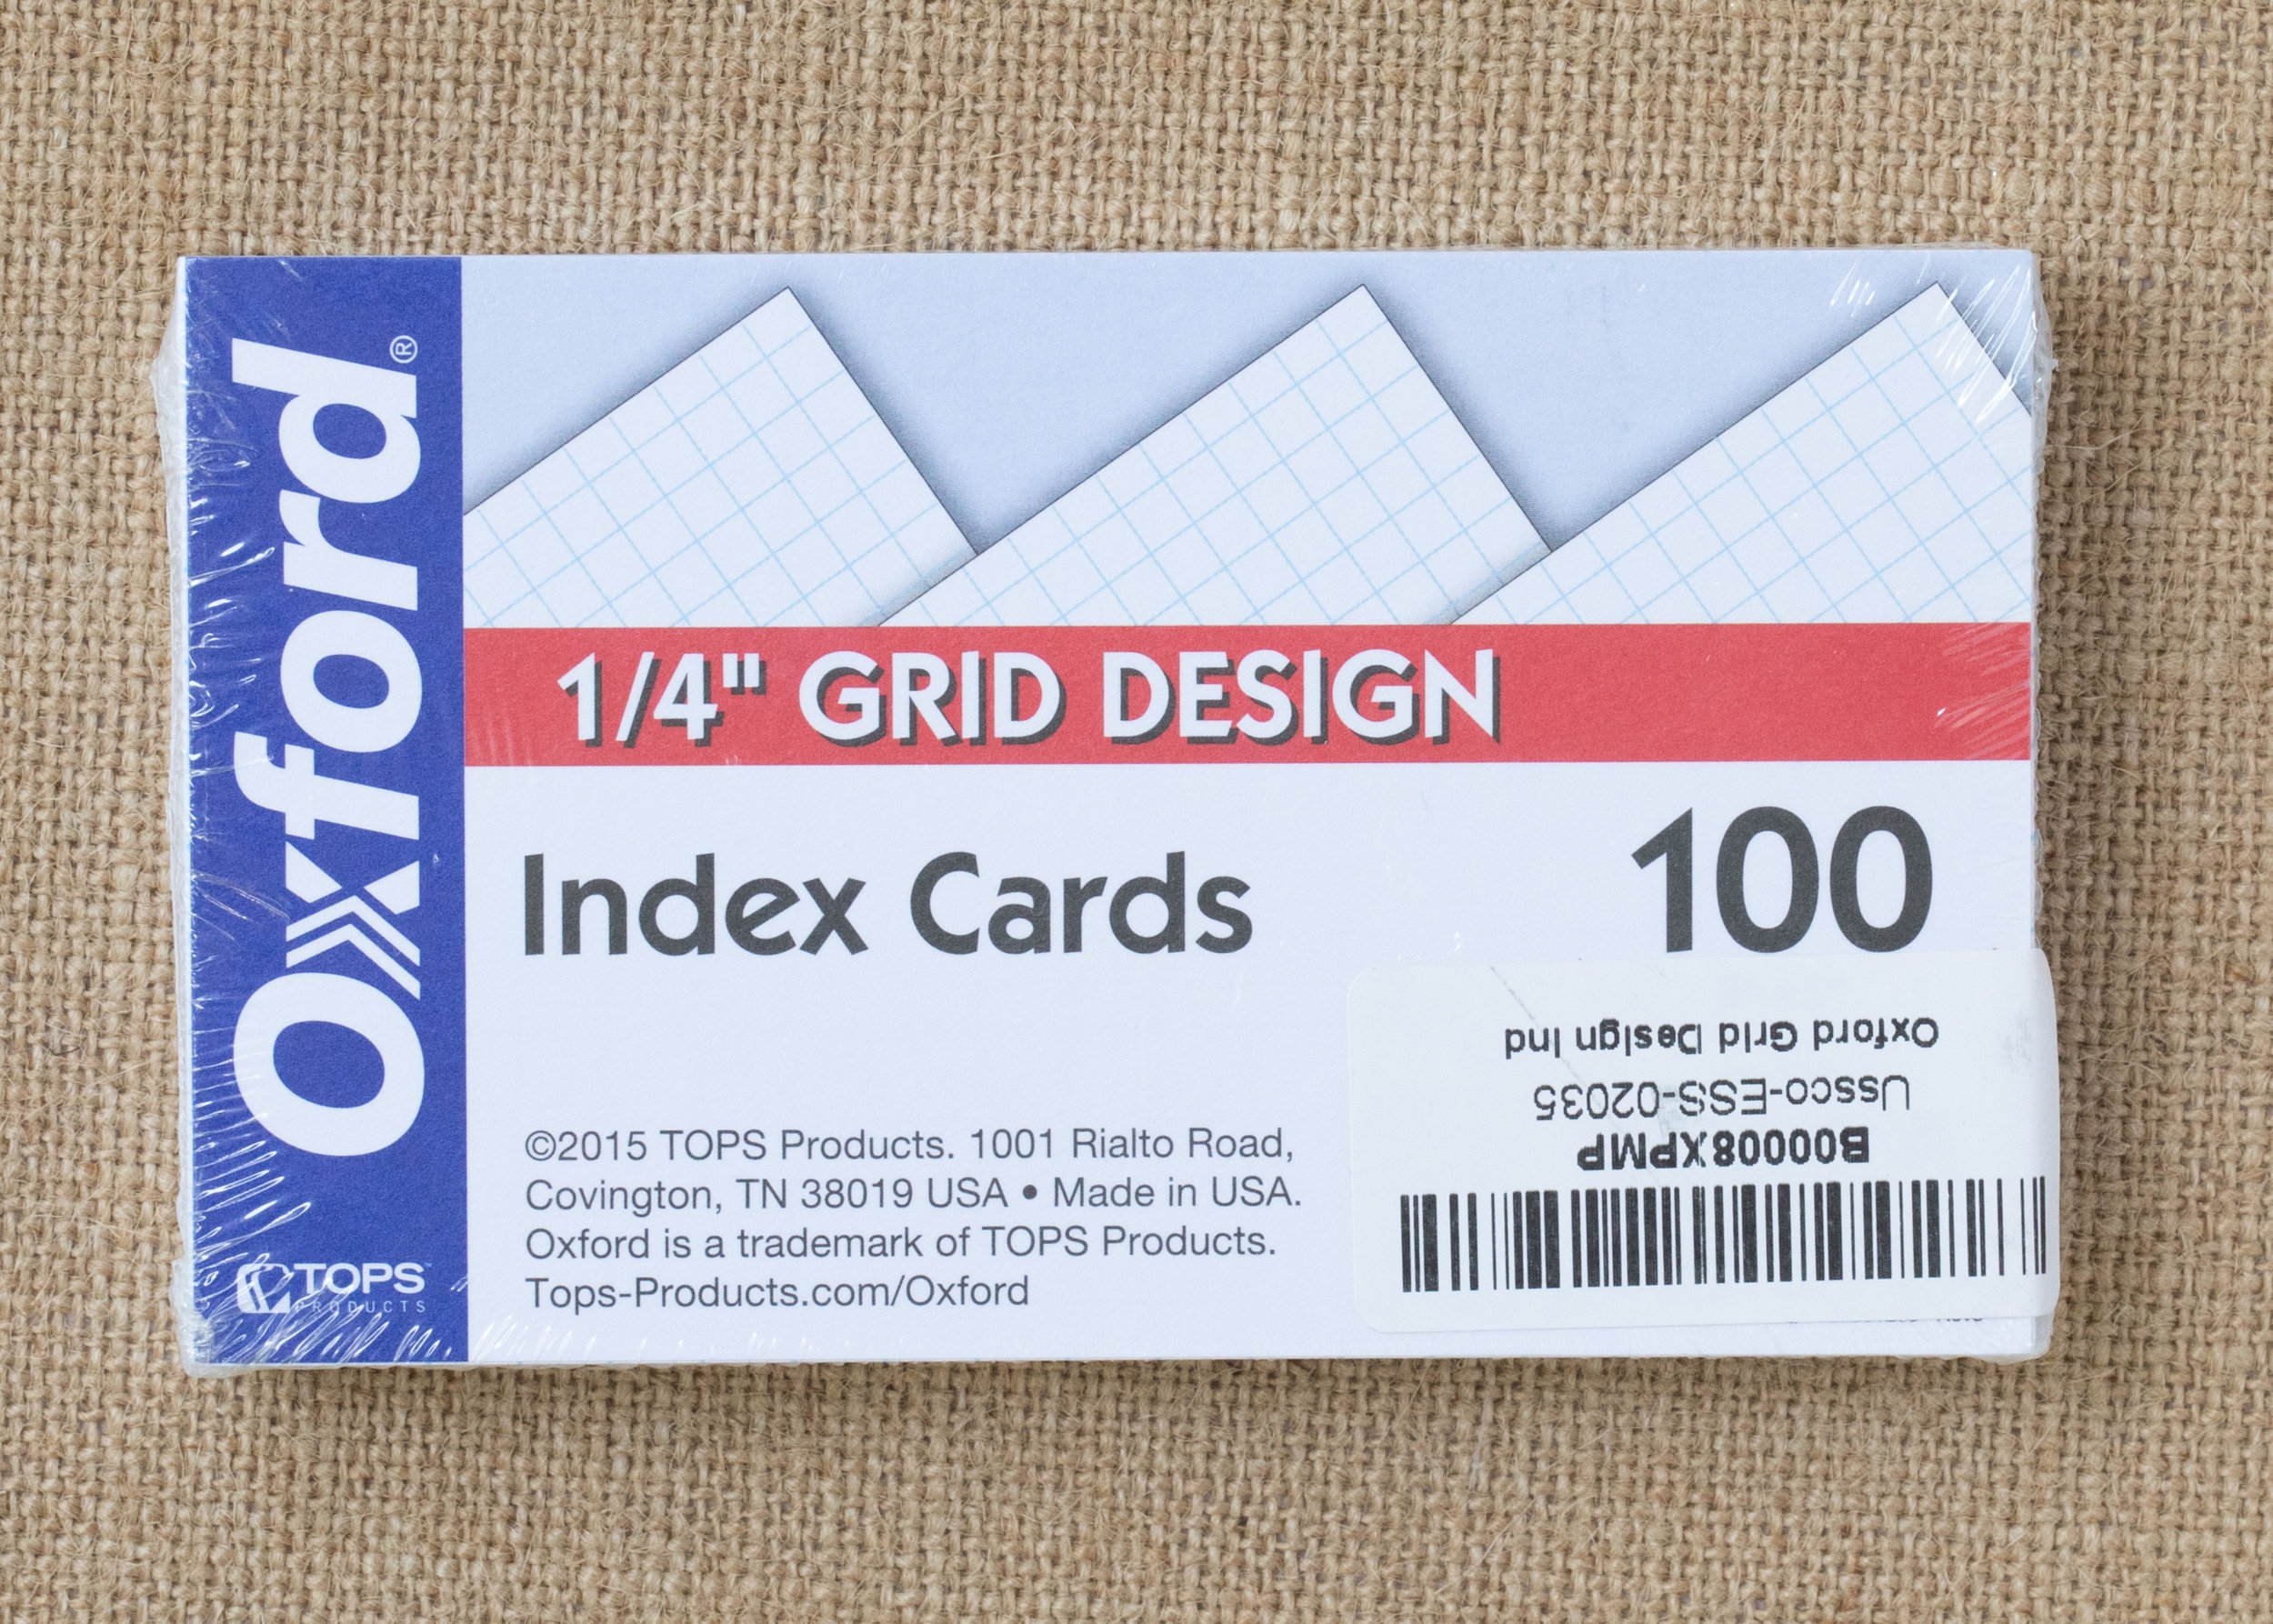 Oxford®
TOPS™
PRODUCTS
1/4" GRID DESIGN
Index Cards
100
©2015 TOPS Products. 1001 Rialto Road,
Covington, TN 38019 USA • Made in USA.
Oxford is a trademark of TOPS Products.
Tops-Products.com/Oxford
B00008XPMP
Ussco-ESS-02035
Oxford Grid Design Ind